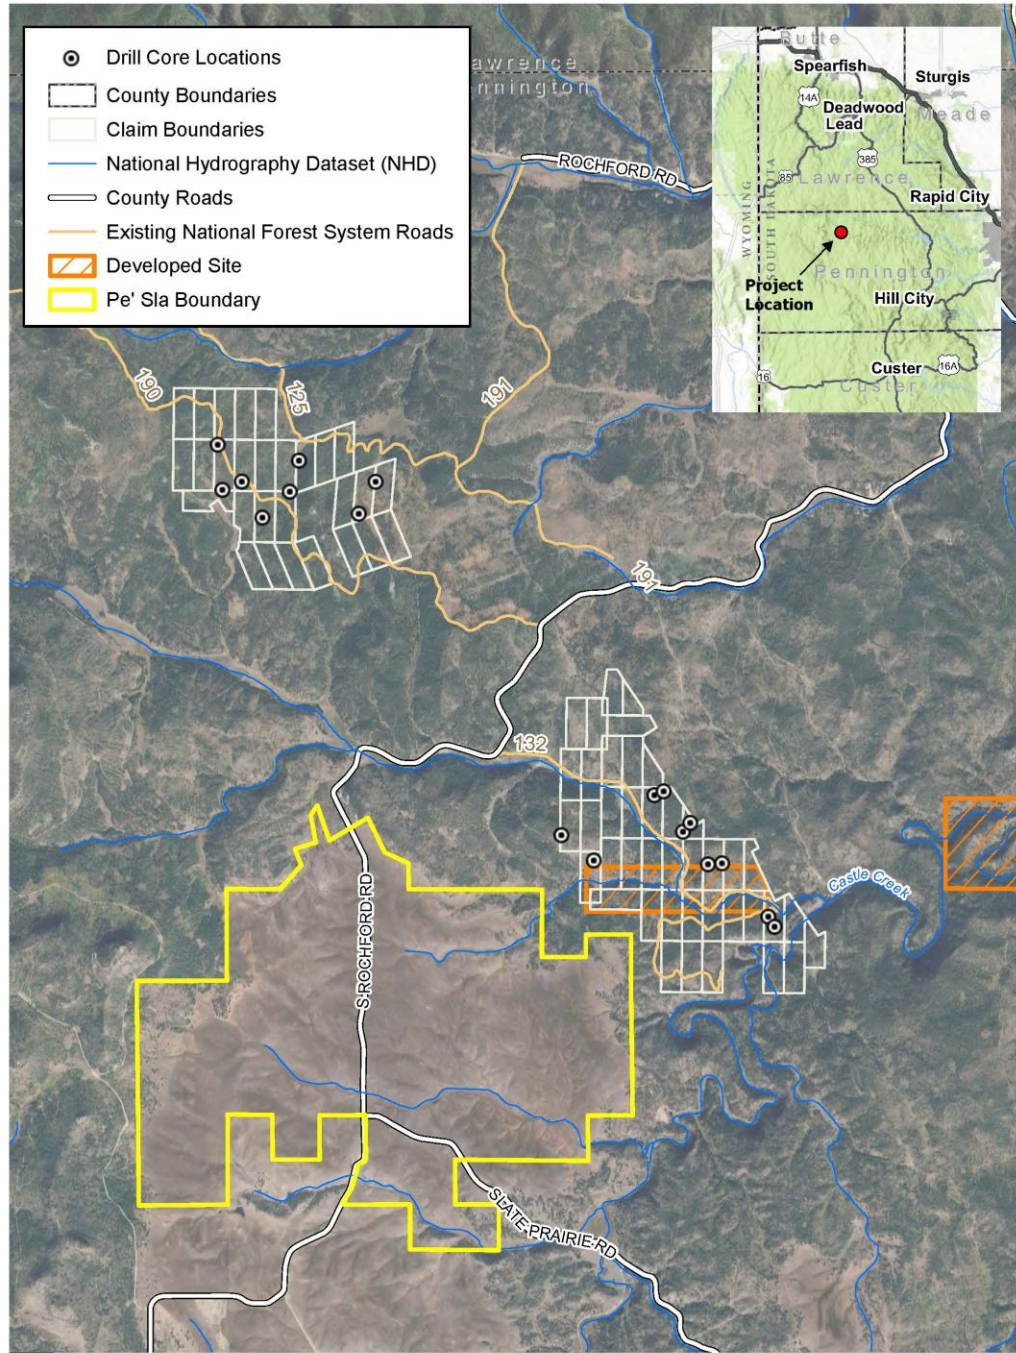 Drill Core Locations
County Boundaries
Claim Boundaries
National Hydrography Dataset (NHD)
County Roads
Existing National Forest System Roads
Developed Site
Pe' Sla Boundary
Lawrence
Pennington
ROCHFORD RD
Butte
Spearfish
Sturgis
14A
Meade
Deadwood
Lead
385
85
Lawrence
Rapid City
WYOMING
SOUTH DAKOTA
Pennington
Project
Location
Hill City
Custer
16A
16
Custer
190
125
191
191
132
Castle Creek
S ROCHFORD RD
SLATE PRAIRIE RD